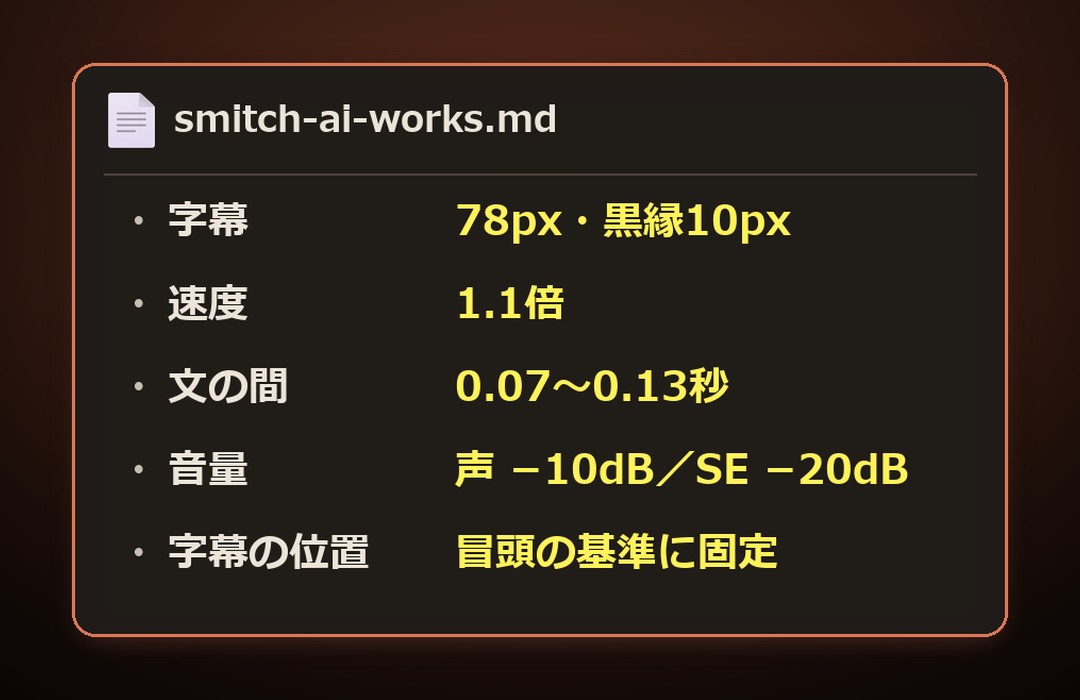 smitch-ai-works.md
・字幕 78px・黒縁10px
・速度 1.1倍
・文の間 0.07〜0.13秒
・音量 声 −10dB／SE −20dB
・字幕の位置 冒頭の基準に固定